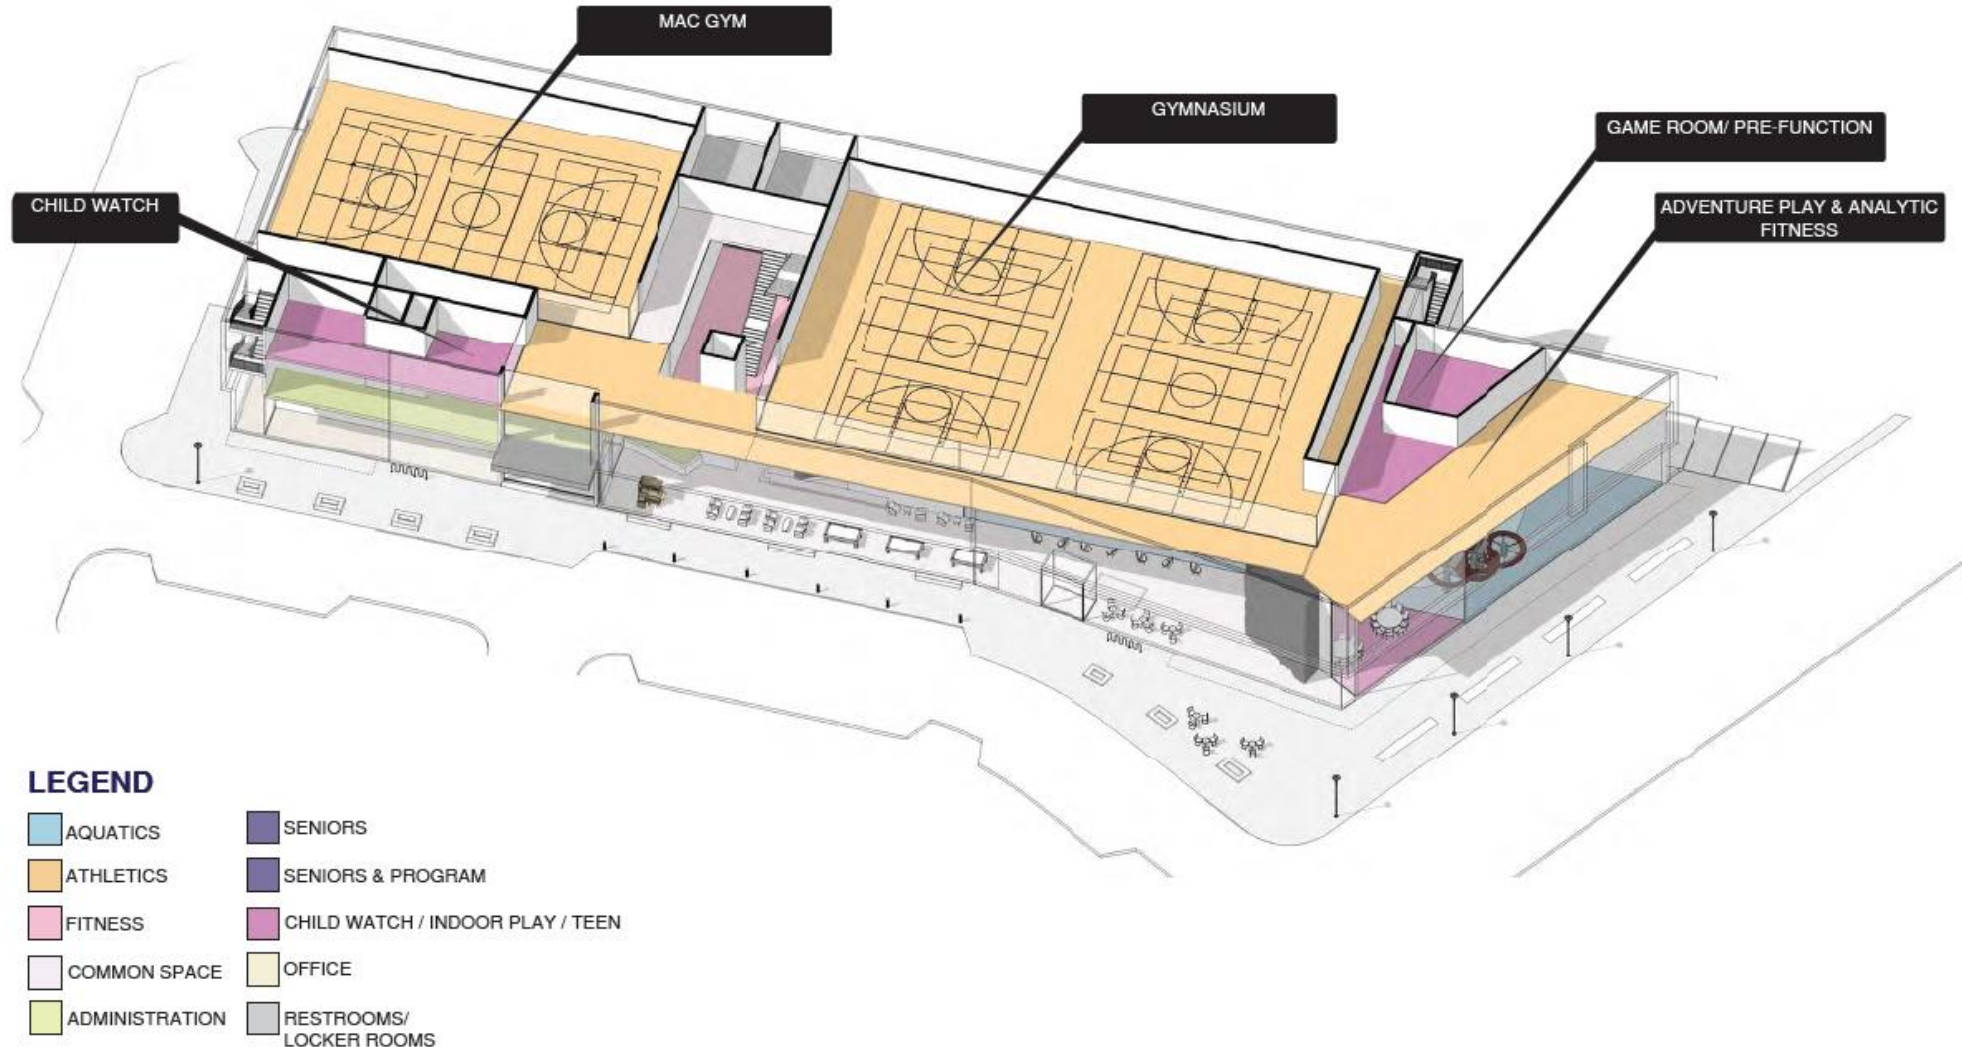 MAC GYM
GYMNASIUM
GAME ROOM/ PRE-FUNCTION
CHILD WATCH
ADVENTURE PLAY & ANALYTIC
FITNESS
LEGEND
AQUATICS
ATHLETICS
FITNESS
COMMON SPACE
ADMINISTRATION
SENIORS
SENIORS & PROGRAM
CHILD WATCH / INDOOR PLAY / TEEN
OFFICE
RESTROOMS/
LOCKER ROOMS